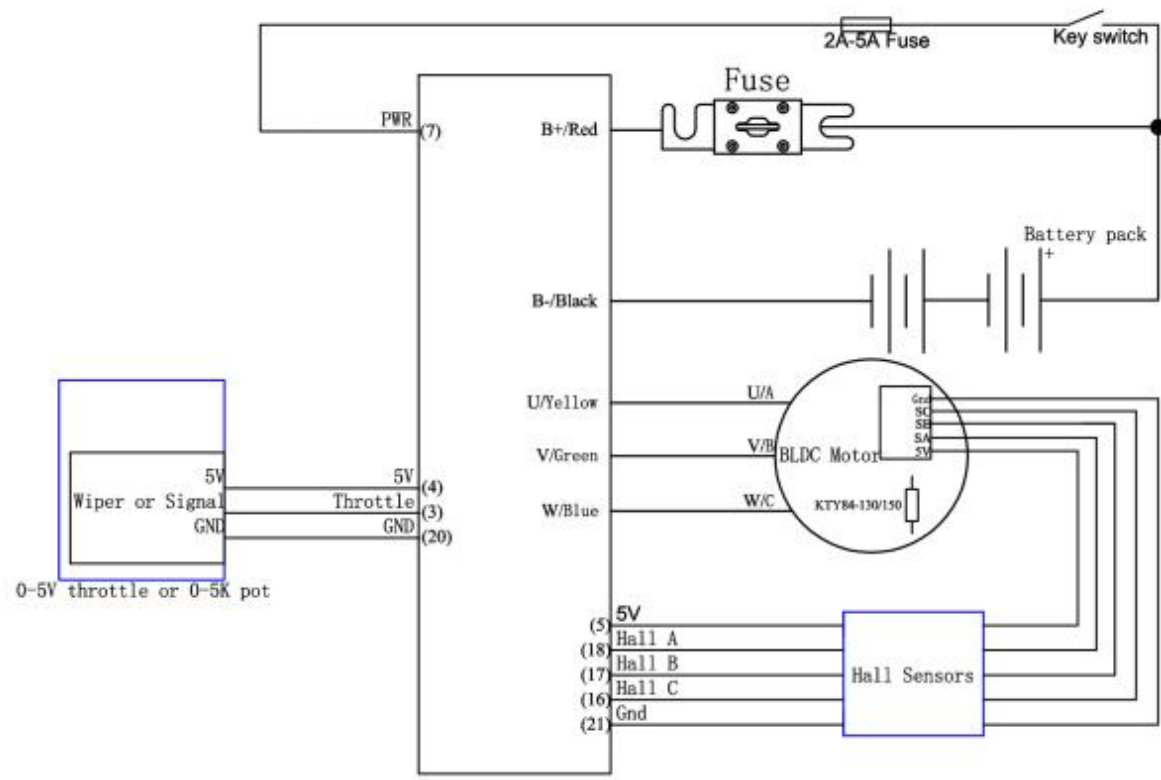 2A-5A Fuse
Key switch
Fuse
PWR
(7)
B+/Red
Battery pack
+
B-/Black
U/Yellow
U/A
Gnd
SC
SB
SA
5V
V/Green
V/B
BLDC Motor
W/Blue
W/C
KTY84-130/150
5V
5V
(4)
Wiper or Signal
Throttle
(3)
GND
GND
(20)
0-5V throttle or 0-5K pot
(5)
5V
(18)
Hall A
(17)
Hall B
(16)
Hall C
(21)
Gnd
Hall Sensors